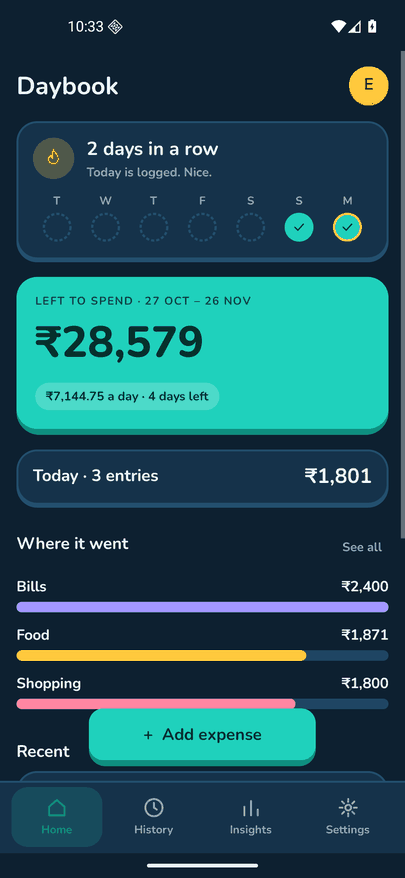 10:33
Daybook
E
2 days in a row
Today is logged. Nice.
T W T F S S M
LEFT TO SPEND · 27 OCT – 26 NOV
₹28,579
₹7,144.75 a day · 4 days left
Today · 3 entries ₹1,801
Where it went See all
Bills ₹2,400
Food ₹1,871
Shopping ₹1,800
+ Add expense
Recent
Home History Insights Settings